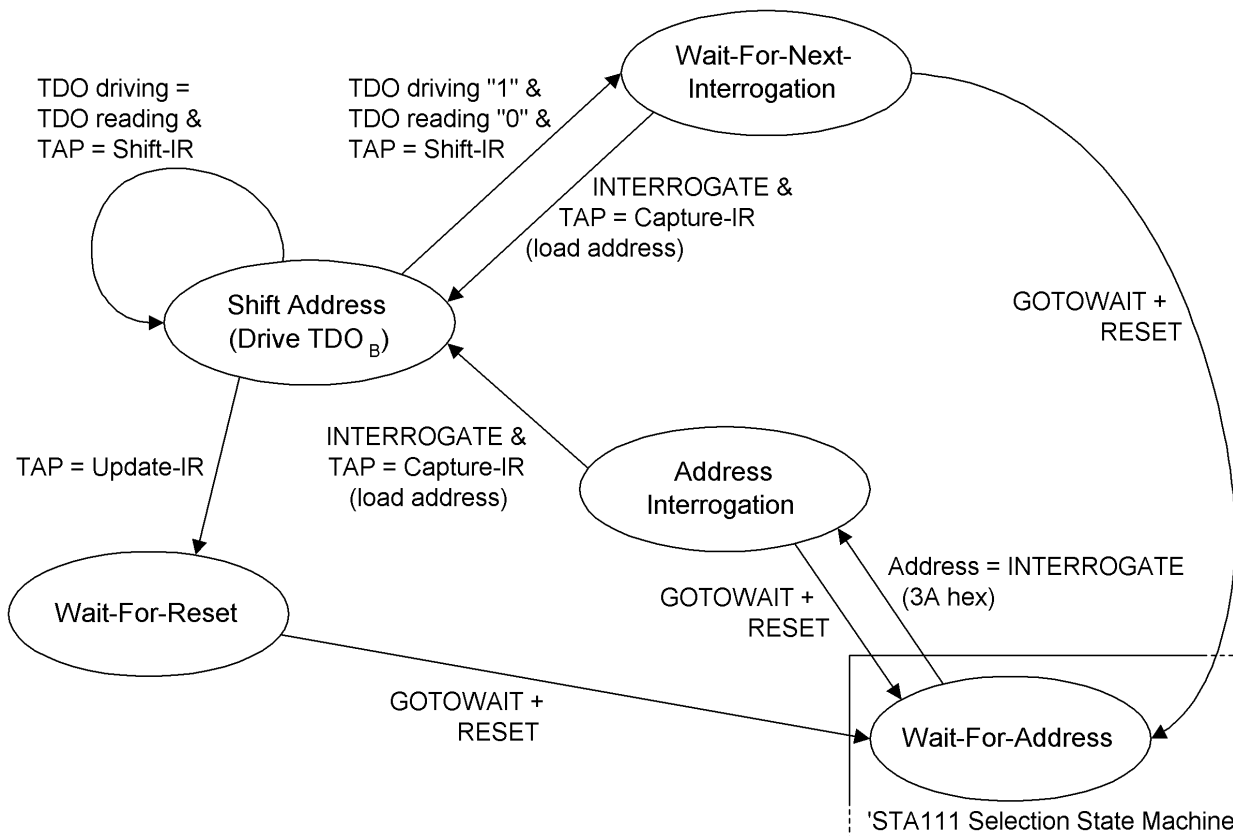 Wait-For-Next-
Interrogation
TDO driving =
TDO reading &
TAP = Shift-IR
TDO driving "1" &
TDO reading "0" &
TAP = Shift-IR
INTERROGATE &
TAP = Capture-IR
(load address)
GOTOWAIT +
RESET
Shift Address
(Drive TDO B)
INTERROGATE &
TAP = Capture-IR
(load address)
TAP = Update-IR
Address
Interrogation
Address = INTERROGATE
(3A hex)
GOTOWAIT +
RESET
Wait-For-Reset
GOTOWAIT +
RESET
Wait-For-Address
'STA111 Selection State Machine